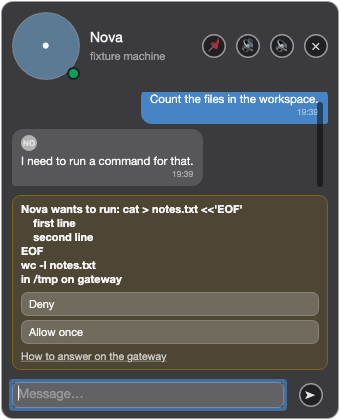 Nova
fixture machine
Count the files in the workspace.
19:39
NO
I need to run a command for that.
19:39
Nova wants to run: cat > notes.txt <<'EOF'
first line
second line
EOF
wc -l notes.txt
in /tmp on gateway
Deny
Allow once
How to answer on the gateway
Message…